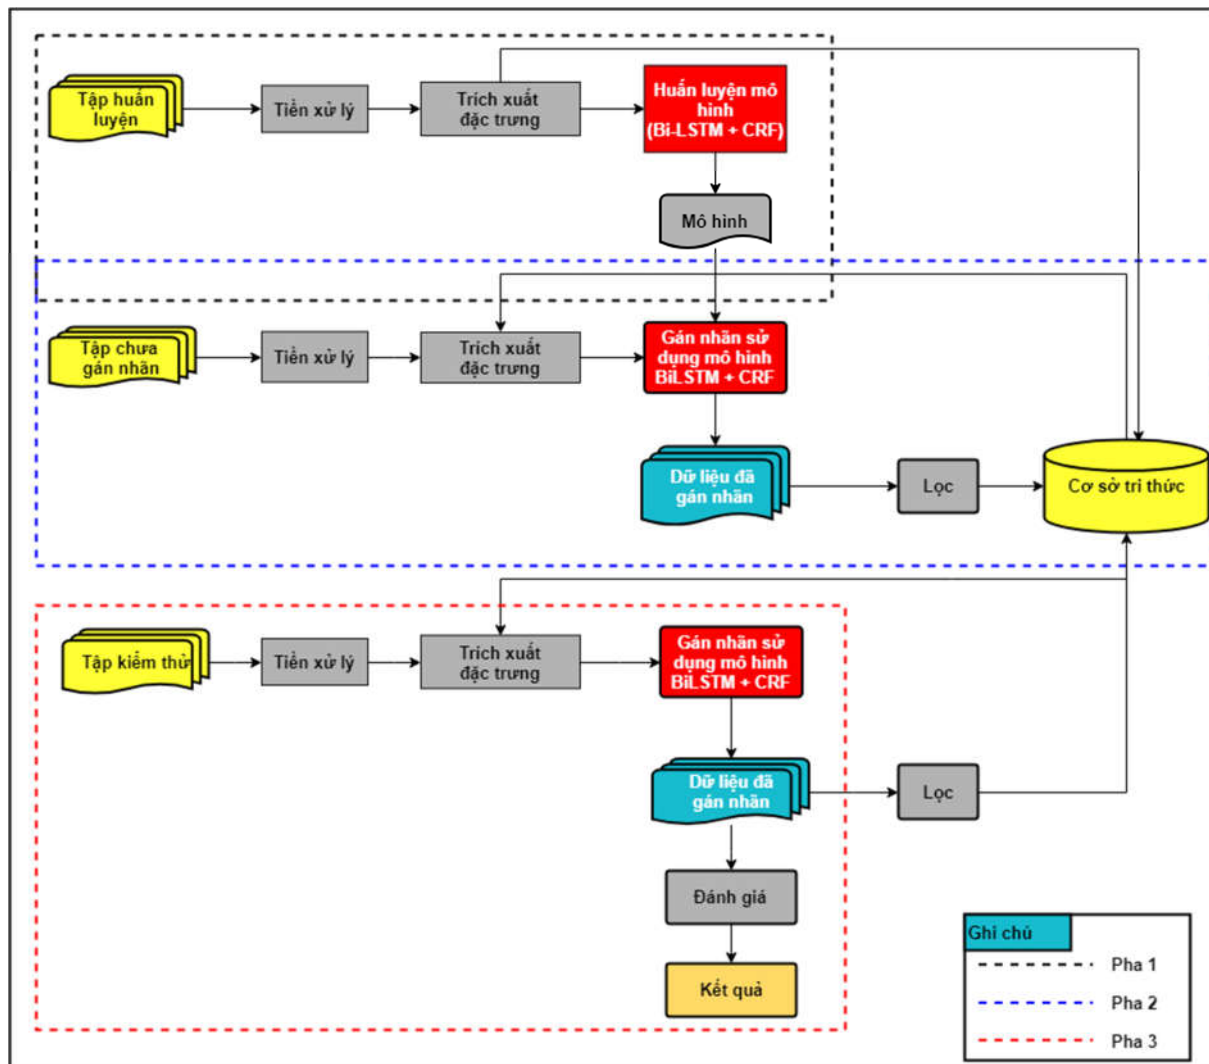 Tập huấn
luyện
Tiền xử lý
Trích xuất
đặc trưng
Huấn luyện mô
hình
(Bi-LSTM + CRF)
Mô hình
Tập chưa
gán nhãn
Tiền xử lý
Trích xuất
đặc trưng
Gán nhãn sử
dụng mô hình
BiLSTM + CRF
Dữ liệu đã
gán nhãn
Lọc
Cơ sở tri thức
Tập kiểm thử
Tiền xử lý
Trích xuất
đặc trưng
Gán nhãn sử
dụng mô hình
BiLSTM + CRF
Dữ liệu đã
gán nhãn
Lọc
Đánh giá
Kết quả
Ghi chú
Pha 1
Pha 2
Pha 3